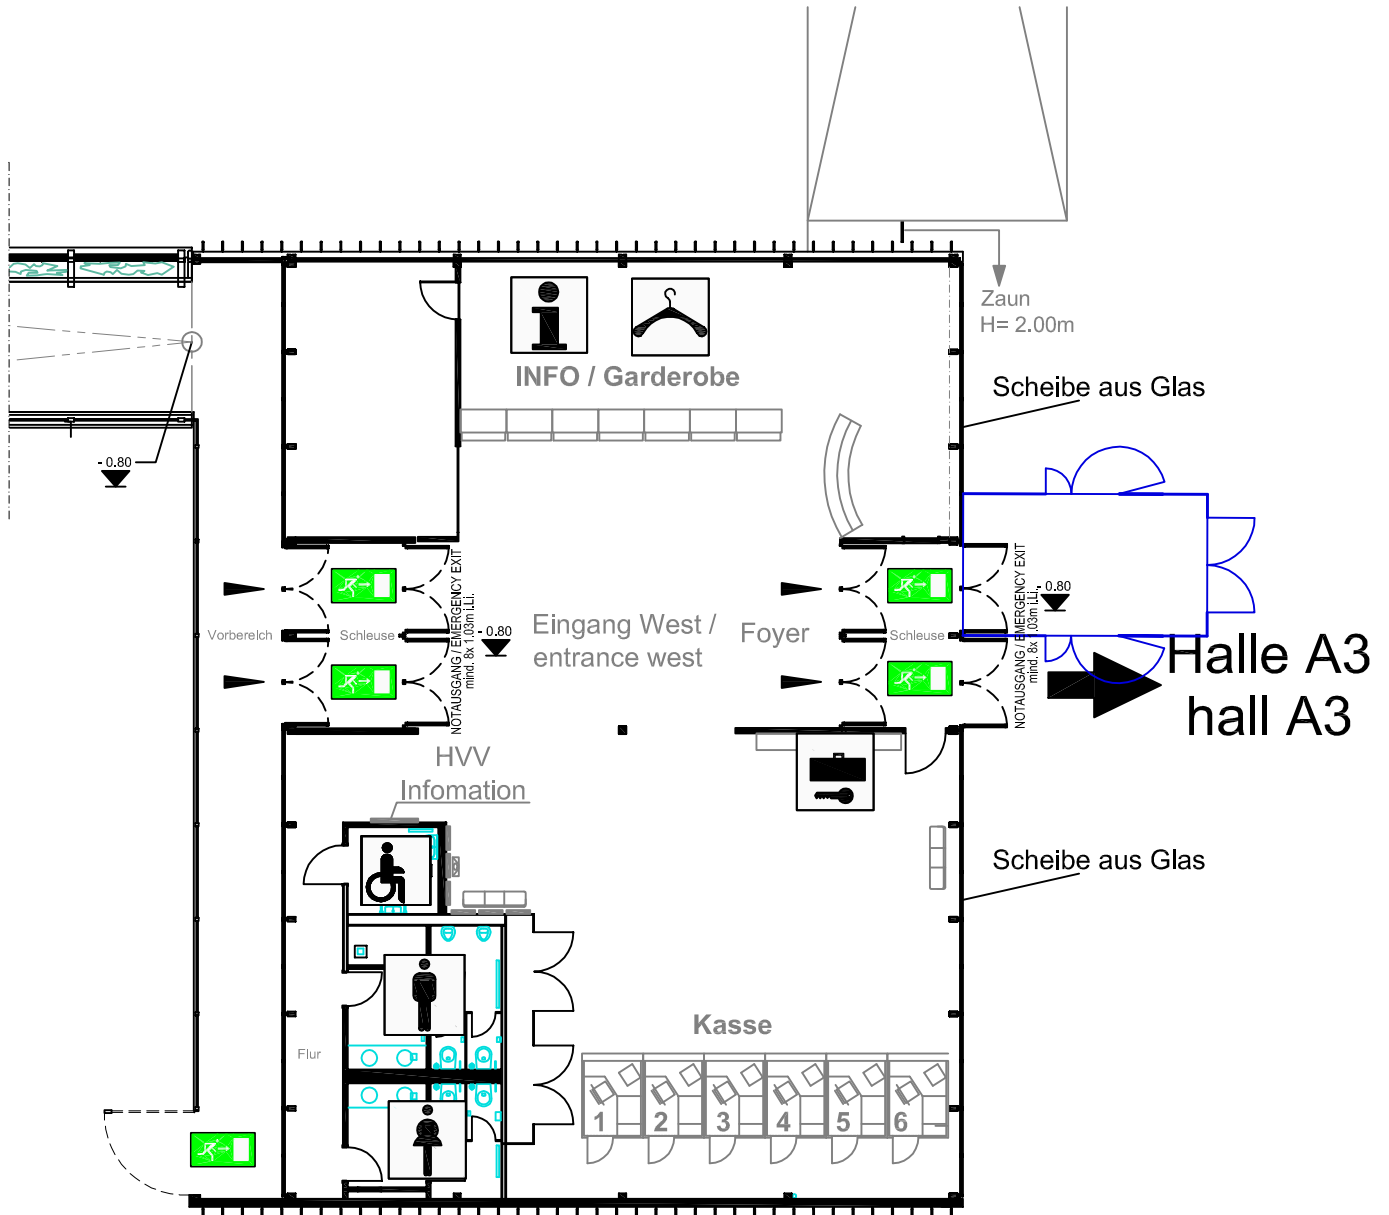 Zaun
H= 2.00m
INFO / Garderobe
Scheibe aus Glas
- 0.80
NOTAUSGANG / EMERGENCY EXIT
mind. 8x 1.03m i.Li.
NOTAUSGANG / EMERGENCY EXIT
mind. 8x 1.03m i.Li.
- 0.80
Vorbereich
Schleuse
- 0.80
Eingang West /
entrance west
Foyer
Schleuse
Halle A3
hall A3
HVV
Infomation
Scheibe aus Glas
Kasse
Flur
1 2 3 4 5 6